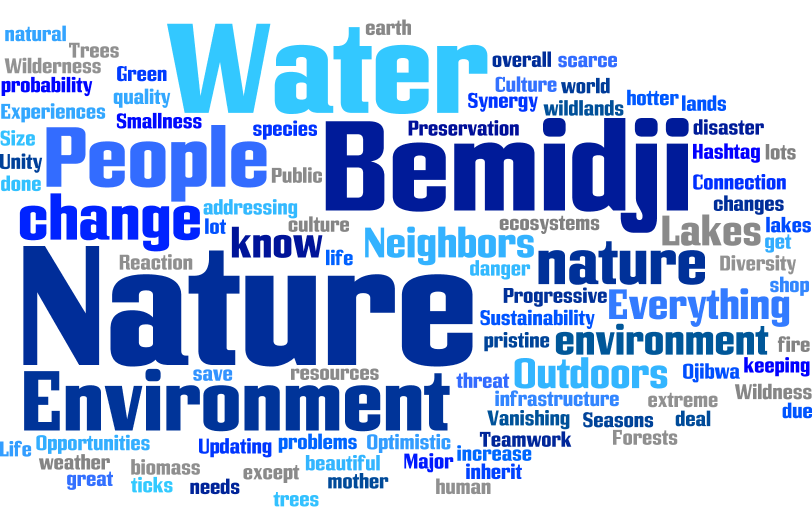 earth
natural
Water
Trees
overall scarce
Wilderness
Green
probability
Culture world
quality
Synergy
hotter lands
Experiences
wildlands
Smallness
species
Preservation
disaster
Size
People
Bemidji
Hashtag lots
Unity
Public
done
Connection
change
addressing
changes
lot
culture
ecosystems
Lakes
lakes
know
Neighbors
get
life
nature
Reaction
danger
Diversity
Nature
shop
Progressive
Everything
Sustainability
pristine
environment
fire
save
resources
threat
Outdoors
Ojibwa
keeping
Environment
infrastructure
extreme
Wildness
due
Vanishing
Seasons
deal
Teamwork
Forests
Life
Opportunities
Updating
problems
Optimistic
increase
weather
biomass
except
beautiful
Major
inherit
great
ticks
needs
mother
human
trees